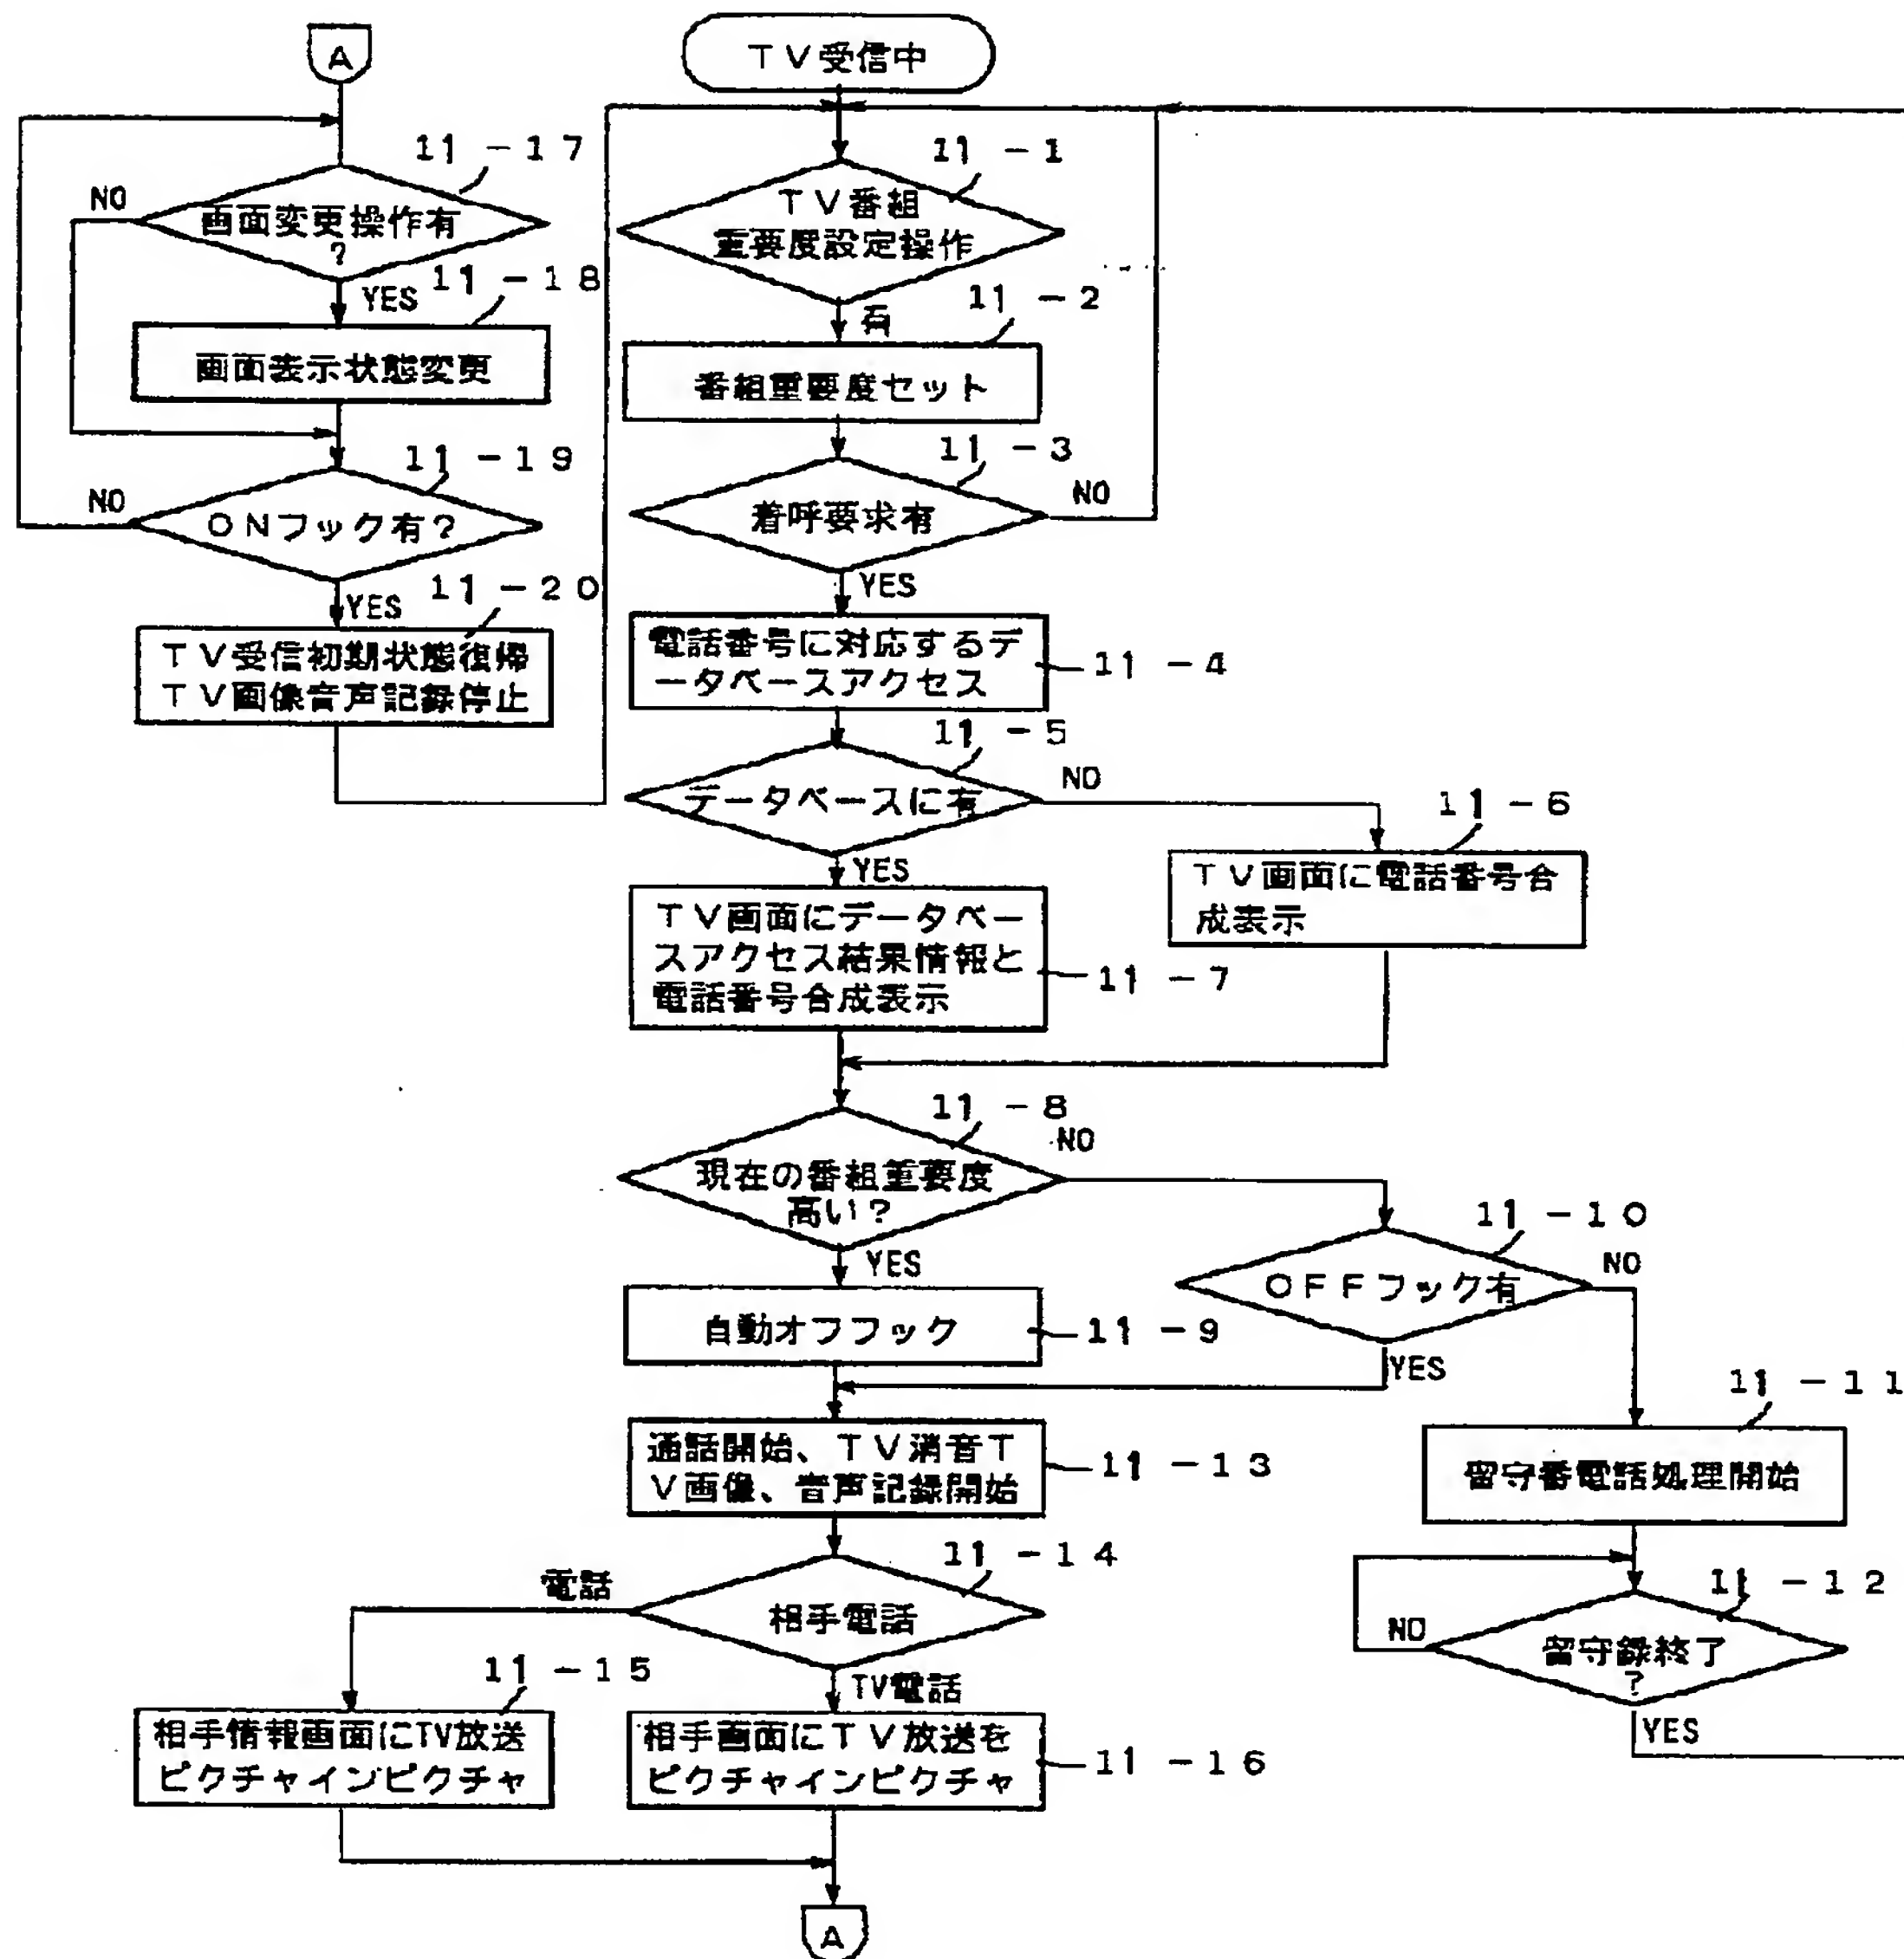 A
11-17
NO
画面変更操作有
?
11-18
YES
画面表示状態変更
11-19
NO
ONフック有?
11-20
YES
TV受信初期状態復帰
TV画像音声記録停止
TV受信中
11-1
TV番組
重要度設定操作
11-2
有
番組重要度セット
11-3
着呼要求有
NO
YES
電話番号に対応するデ
ータベースアクセス
11-4
11-5
データベースに有
NO
11-6
TV画面に電話番号合
成表示
YES
TV画面にデータベー
スアクセス結果情報と
電話番号合成表示
11-7
11-8
NO
現在の番組重要度
高い?
YES
自動オフフック
11-9
11-10
OFFフック有
NO
YES
11-11
留守番電話処理開始
11-12
NO
留守録終了
?
YES
通話開始、TV消音T
V画像、音声記録開始
11-13
11-14
電話
相手電話
TV電話
11-15
相手情報画面にTV放送
ピクチャインピクチャ
相手画面にTV放送を
ピクチャインピクチャ
11-16
A